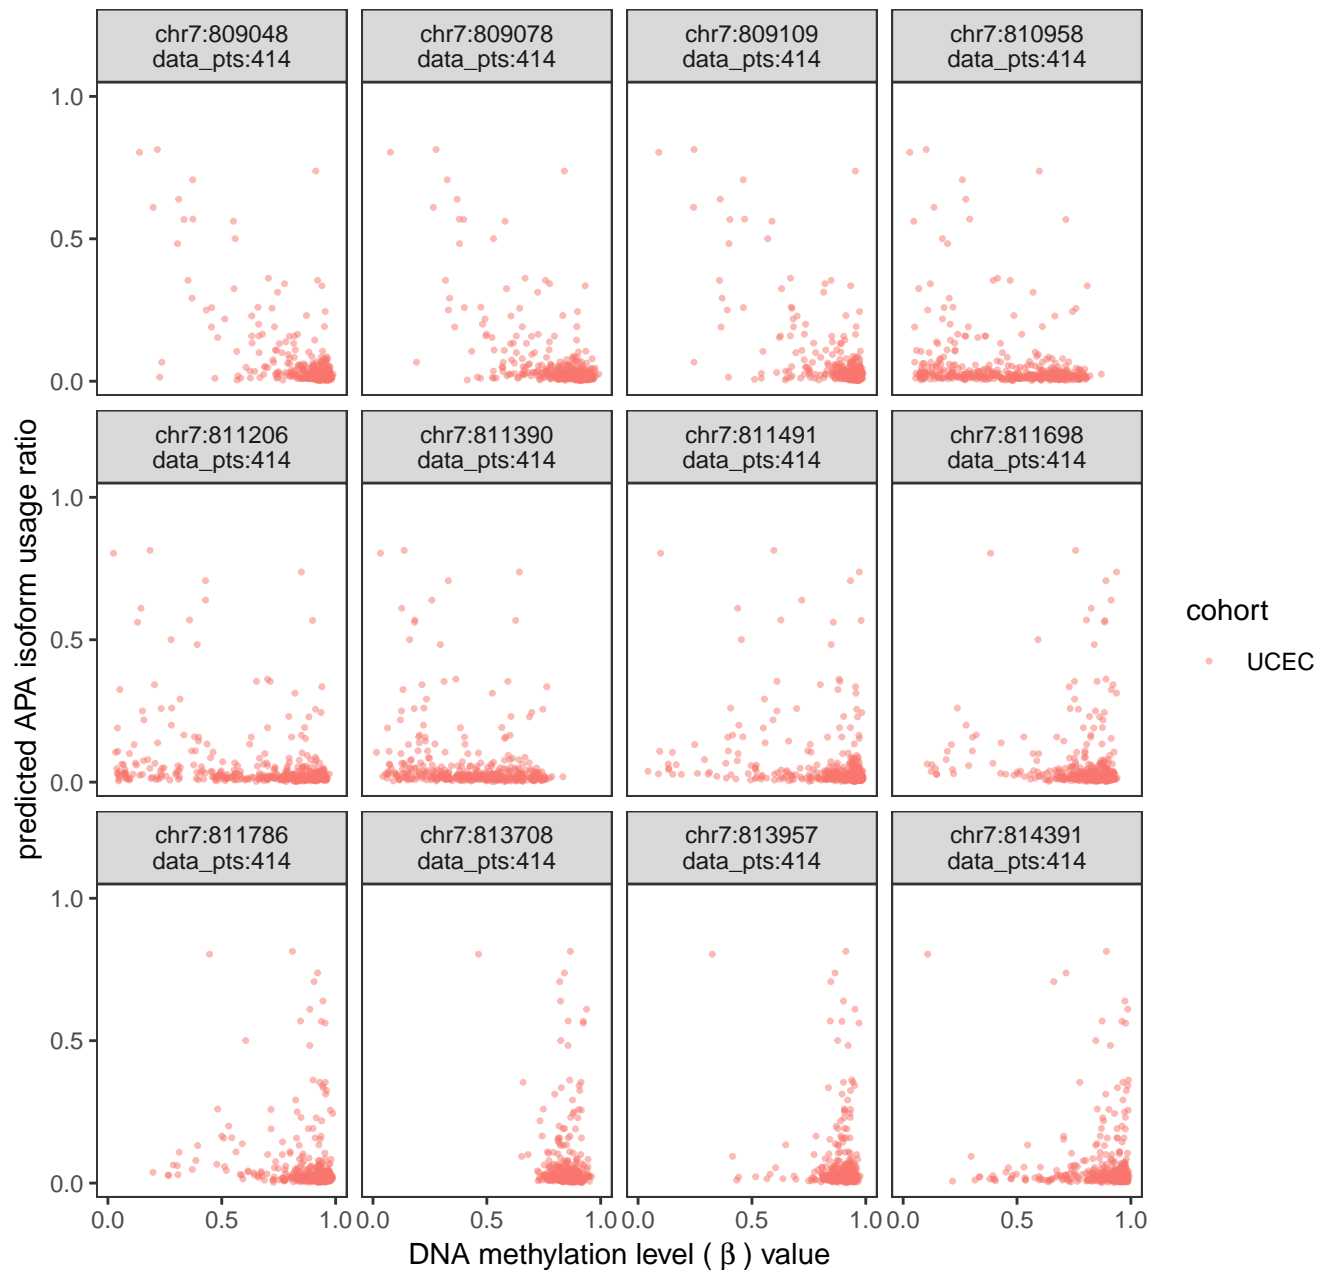 chr7:809048
data_pts:414
chr7:809078
data_pts:414
chr7:809109
data_pts:414
chr7:810958
data_pts:414
1.0
0.5
0.0
chr7:811206
data_pts:414
chr7:811390
data_pts:414
chr7:811491
data_pts:414
chr7:811698
data_pts:414
1.0
0.5
0.0
chr7:811786
data_pts:414
chr7:813708
data_pts:414
chr7:813957
data_pts:414
chr7:814391
data_pts:414
1.0
0.5
0.0
0.0 0.5 1.0
0.0 0.5 1.0
0.0 0.5 1.0
0.0 0.5 1.0
predicted APA isoform usage ratio
DNA methylation level ( β ) value
cohort
UCEC